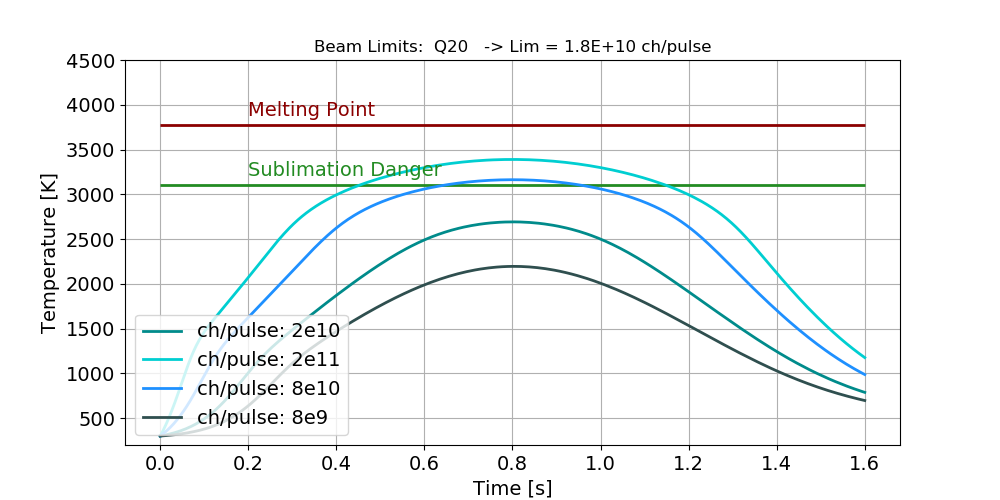 Beam Limits:  Q20   -> Lim = 1.8E+10 ch/pulse
Temperature [K]
4500
4000
3500
3000
2500
2000
1500
1000
500
Melting Point
Sublimation Danger
ch/pulse: 2e10
ch/pulse: 2e11
ch/pulse: 8e10
ch/pulse: 8e9
0.0 0.2 0.4 0.6 0.8 1.0 1.2 1.4 1.6
Time [s]